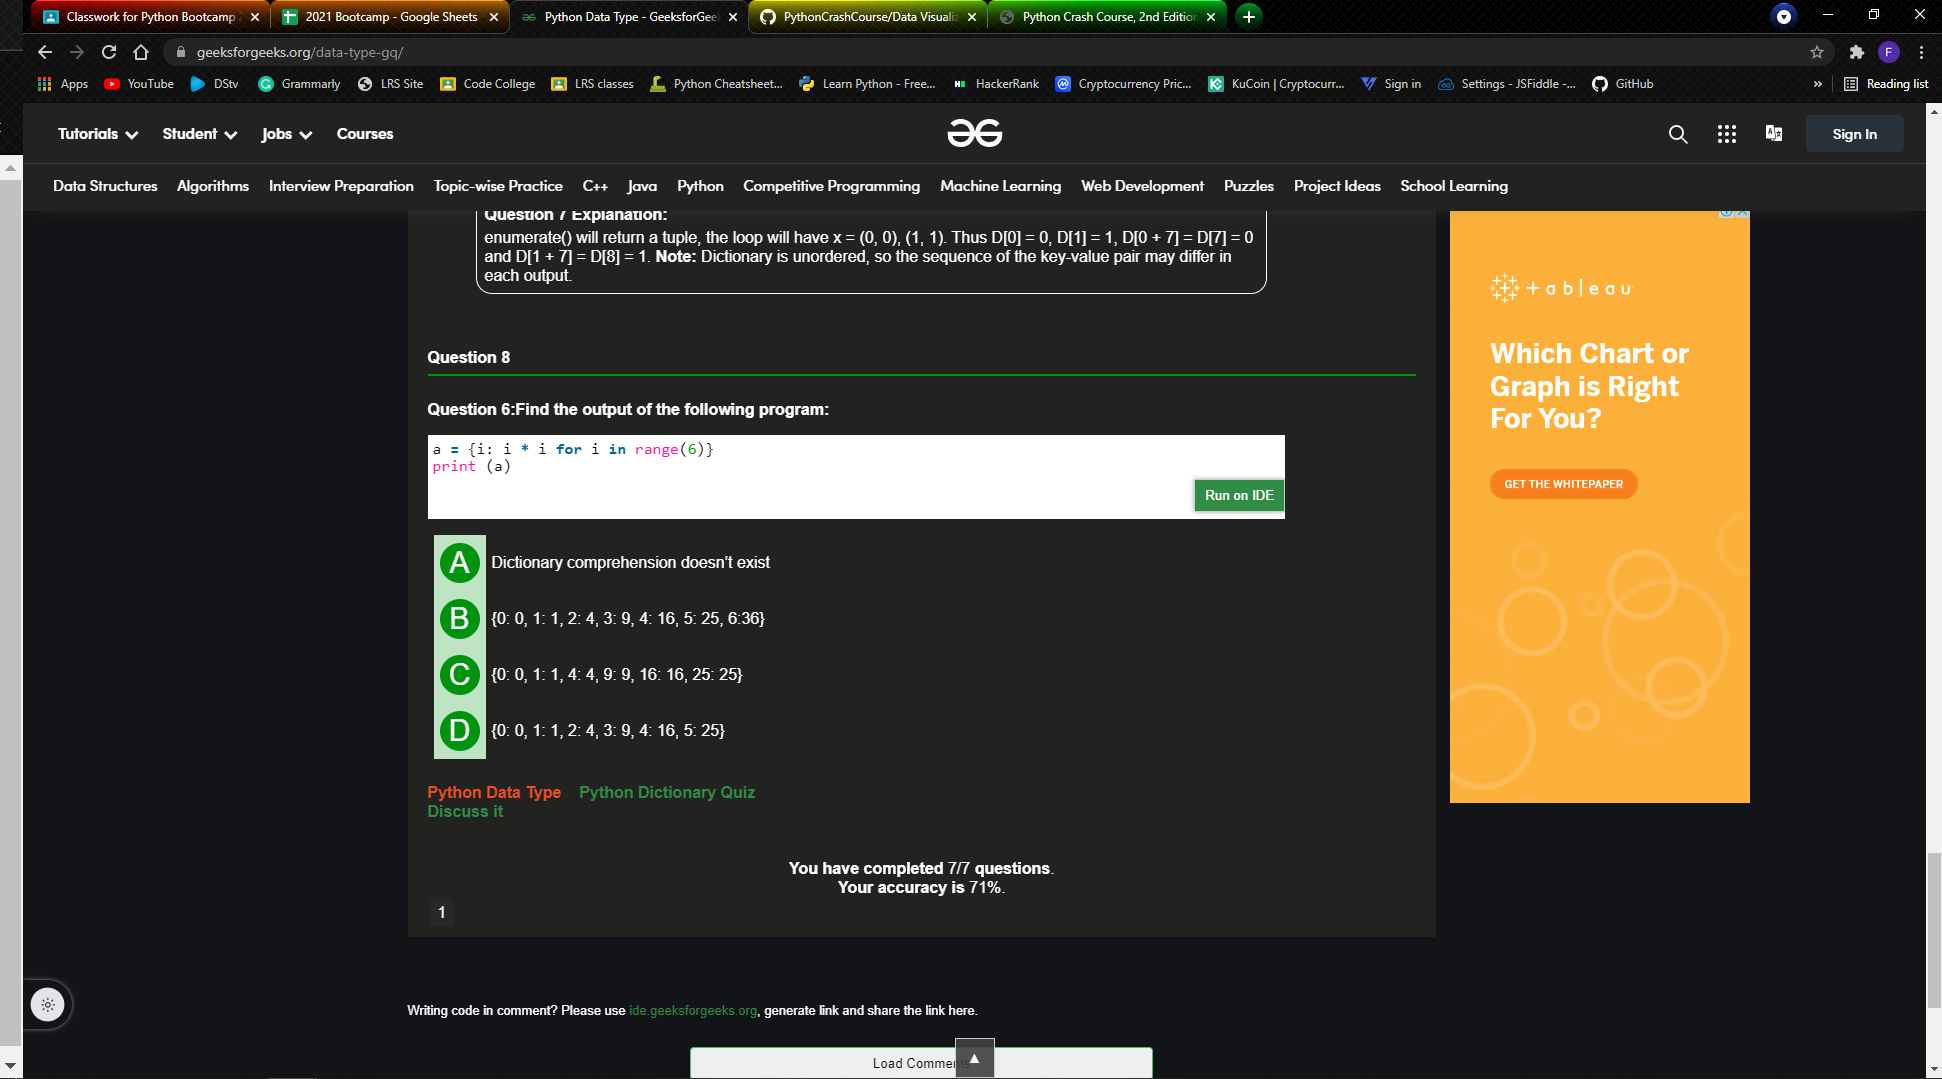 Classwork for Python Bootcamp
2021 Bootcamp - Google Sheets
Python Data Type - GeeksforGee
PythonCrashCourse/Data Visualiz
Python Crash Course, 2nd Edition
geeksforgeeks.org/data-type-gq/
F
Apps
YouTube
DStv
Grammarly
LRS Site
Code College
LRS classes
Python Cheatsheet...
Learn Python - Free...
HackerRank
Cryptocurrency Pric...
KuCoin | Cryptocurr...
Sign in
Settings - JSFiddle -...
GitHub
»
Reading list
Tutorials
Student
Jobs
Courses
Sign In
Data Structures
Algorithms
Interview Preparation
Topic-wise Practice
C++
Java
Python
Competitive Programming
Machine Learning
Web Development
Puzzles
Project Ideas
School Learning
Question 7 Explanation:
enumerate() will return a tuple, the loop will have x = (0, 0), (1, 1). Thus D[0] = 0, D[1] = 1, D[0 + 7] = D[7] = 0
and D[1 + 7] = D[8] = 1. Note: Dictionary is unordered, so the sequence of the key-value pair may differ in
each output.
Question 8
Question 6:Find the output of the following program:
a = {i: i * i for i in range(6)}
print (a)
Run on IDE
A Dictionary comprehension doesn’t exist
B {0: 0, 1: 1, 2: 4, 3: 9, 4: 16, 5: 25, 6:36}
C {0: 0, 1: 1, 4: 4, 9: 9, 16: 16, 25: 25}
D {0: 0, 1: 1, 2: 4, 3: 9, 4: 16, 5: 25}
Python Data Type Python Dictionary Quiz
Discuss it
You have completed 7/7 questions.
Your accuracy is 71%.
1
Writing code in comment? Please use ide.geeksforgeeks.org, generate link and share the link here.
Load Comments
+ableau
Which Chart or
Graph is Right
For You?
GET THE WHITEPAPER